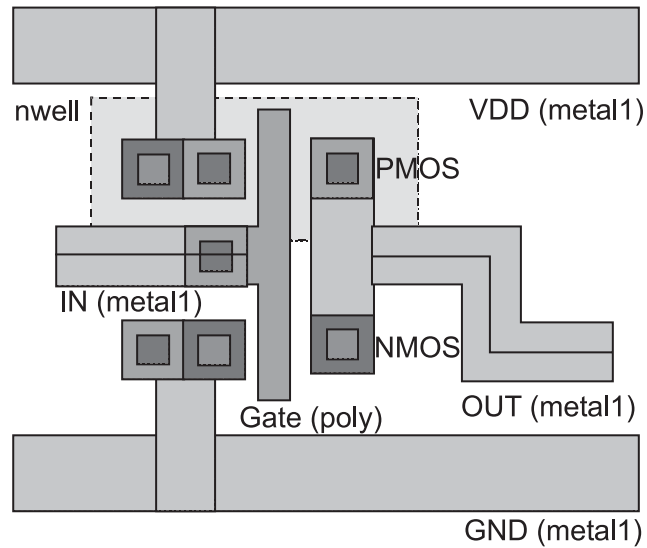 nwell
VDD (metal1)
PMOS
IN (metal1)
NMOS
Gate (poly)
OUT (metal1)
GND (metal1)